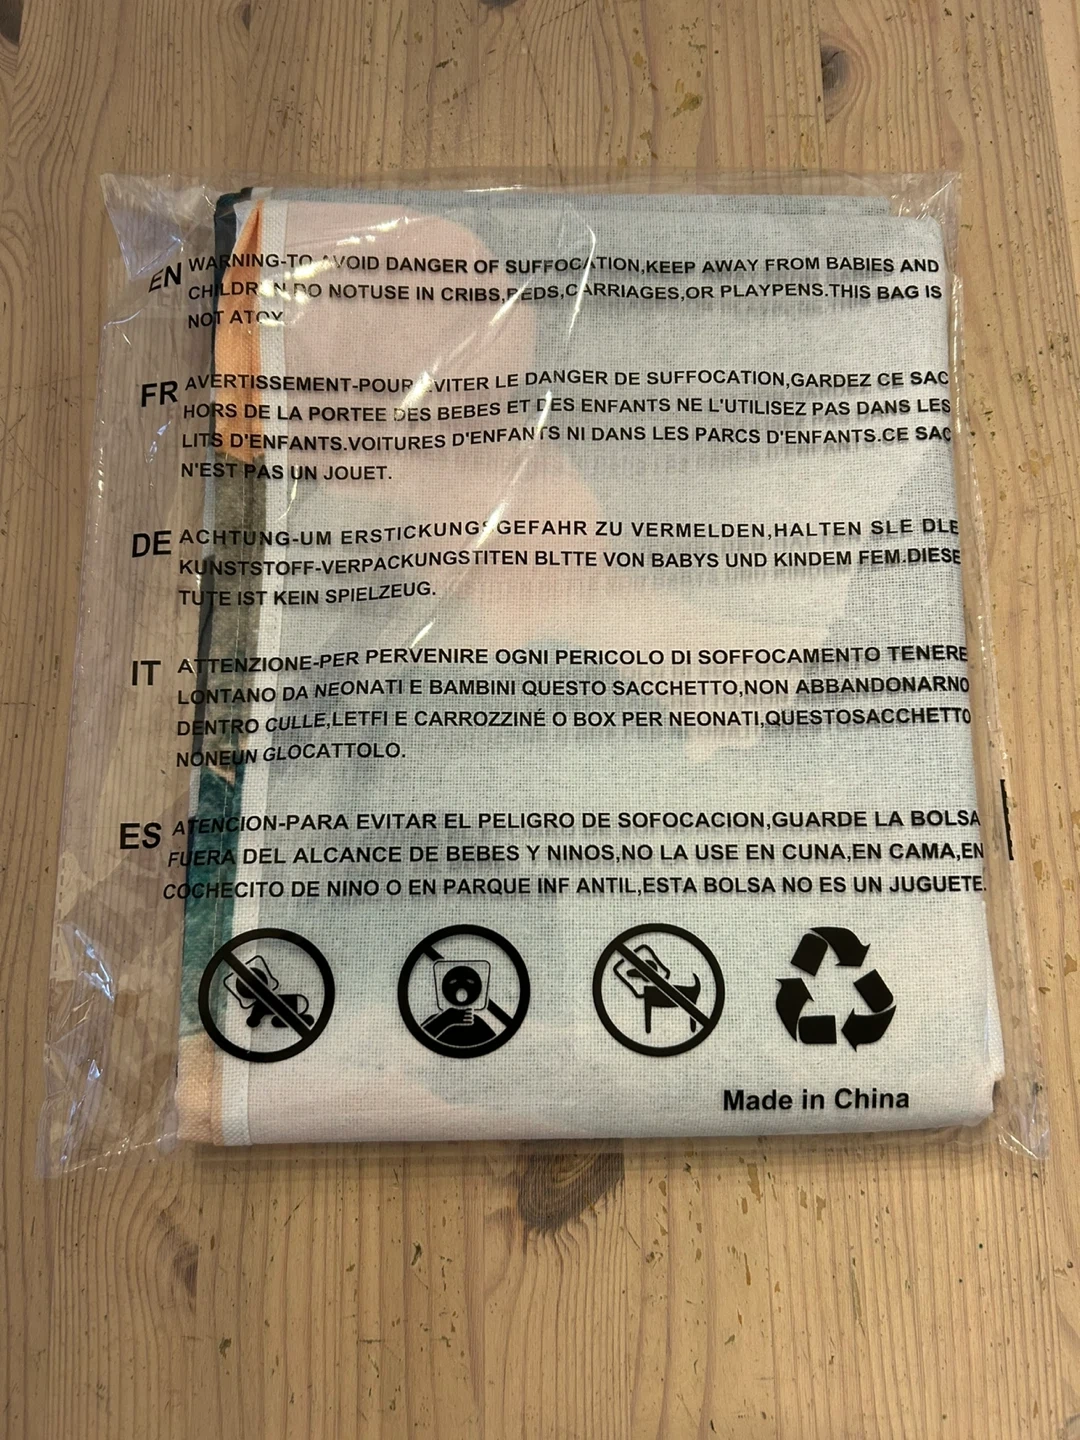 EN WARNING-TO AVOID DANGER OF SUFFOCATION,KEEP AWAY FROM BABIES AND
CHILDREN DO NOTUSE IN CRIBS,BEDS,CARRIAGES,OR PLAYPENS.THIS BAG IS
NOT ATOY
FR AVERTISSEMENT-POUR EVITER LE DANGER DE SUFFOCATION,GARDEZ CE SAC
HORS DE LA PORTEE DES BEBES ET DES ENFANTS NE L'UTILISEZ PAS DANS LES
LITS D'ENFANTS.VOITURES D'ENFANTS NI DANS LES PARCS D'ENFANTS.CE SAC
N'EST PAS UN JOUET.
DE ACHTUNG-UM ERSTICKUNGSGEFAHR ZU VERMELDEN,HALTEN SLE DLE
KUNSTSTOFF-VERPACKUNGSTITEN BLTTE VON BABYS UND KINDEM FEM.DIESE
TUTE IST KEIN SPIELZEUG.
IT ATTENZIONE-PER PERVENIRE OGNI PERICOLO DI SOFFOCAMENTO TENERE
LONTANO DA NEONATI E BAMBINI QUESTO SACCHETTO,NON ABBANDONARNO
DENTRO CULLE,LETFI E CARROZZINÉ O BOX PER NEONATI,QUESTOSACCHETTO
NONEUN GLOCATTOLO.
ES ATENCION-PARA EVITAR EL PELIGRO DE SOFOCACION,GUARDE LA BOLSA
FUERA DEL ALCANCE DE BEBES Y NINOS,NO LA USE EN CUNA,EN CAMA,EN
COCHECITO DE NINO O EN PARQUE INF ANTIL,ESTA BOLSA NO ES UN JUGUETE.
Made in China